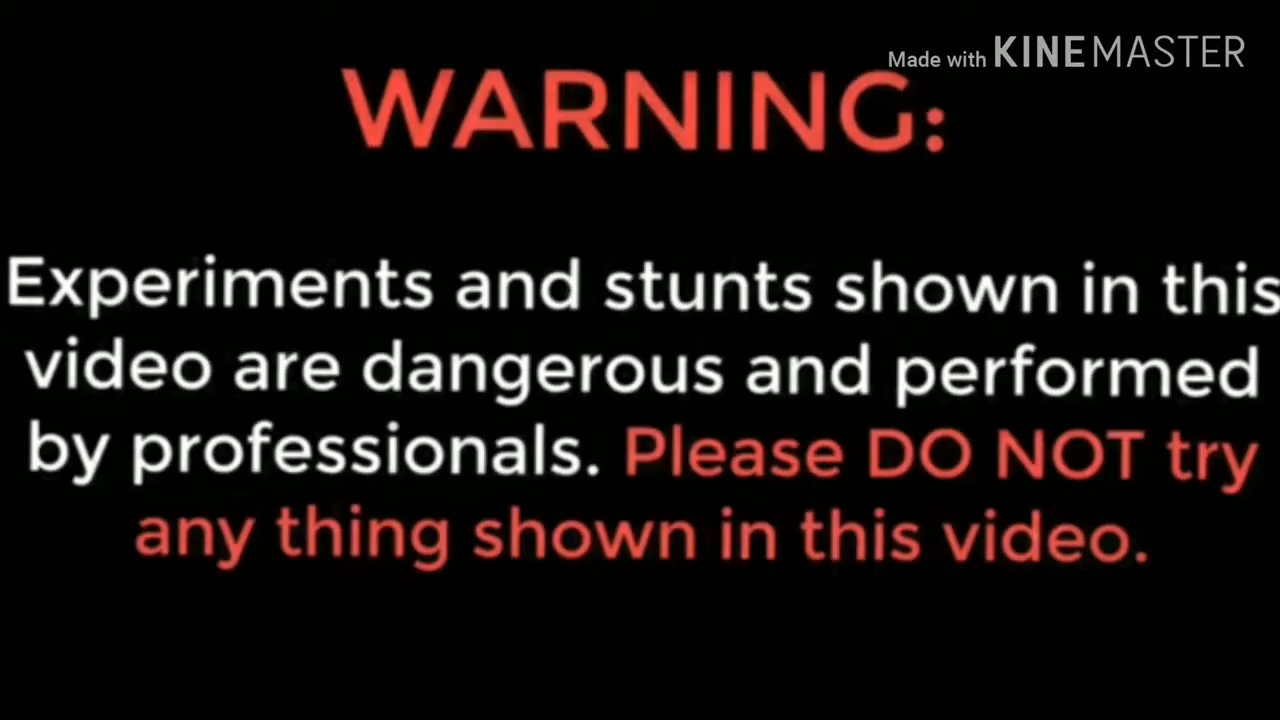 Made with KINEMASTER
WARNING:
Experiments and stunts shown in this
video are dangerous and performed
by professionals. Please DO NOT try
any thing shown in this video.